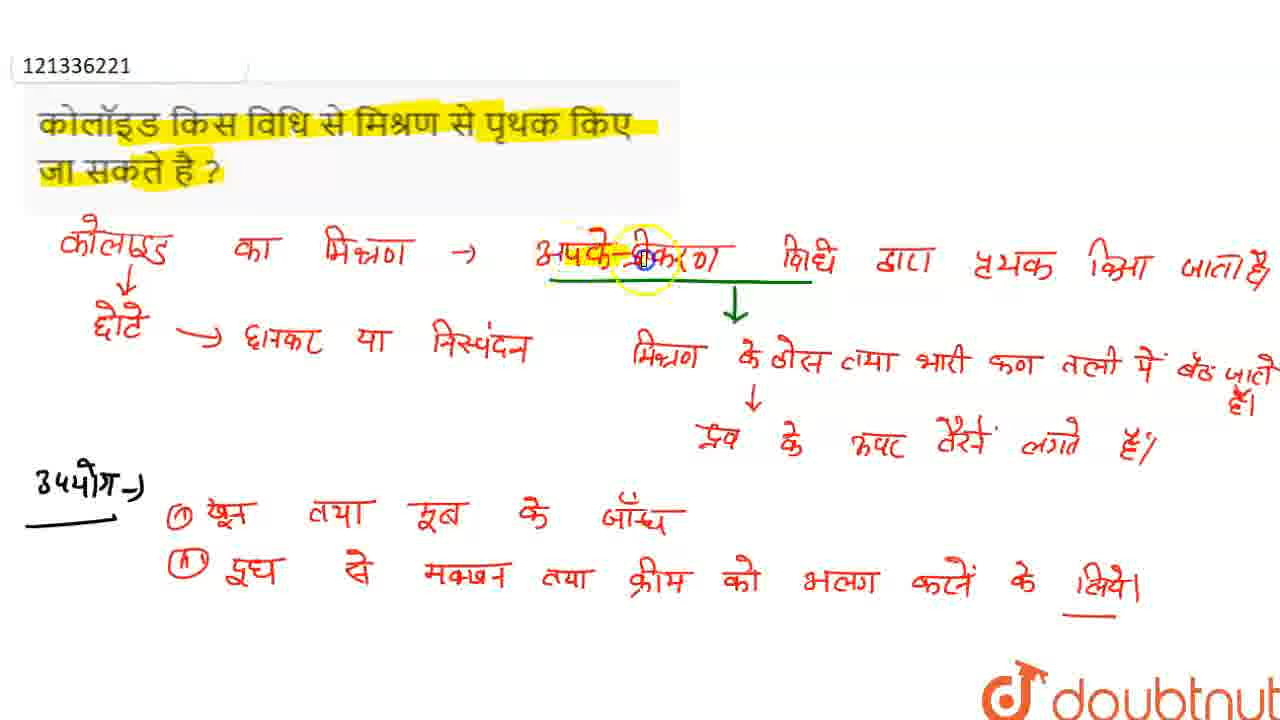 121336221
कोलॉइड किस विधि से मिश्रण से पृथक किए
जा सकते है ?
कोलाइड का मिश्रण → अपकेन्द्रीकरण विधि द्वारा पृथक किया जाता है।
छोटे → छानकर या निस्पंदन
मिश्रण के ठोस तथा भारी कण तली में बैठ जाते हैं।
द्रव के ऊपर तैरने लगते हैं।
उपयोग →
खून तथा मूत्र के जाँच
दूध से मक्खन तथा क्रीम को अलग करने के लिये।
doubtnut